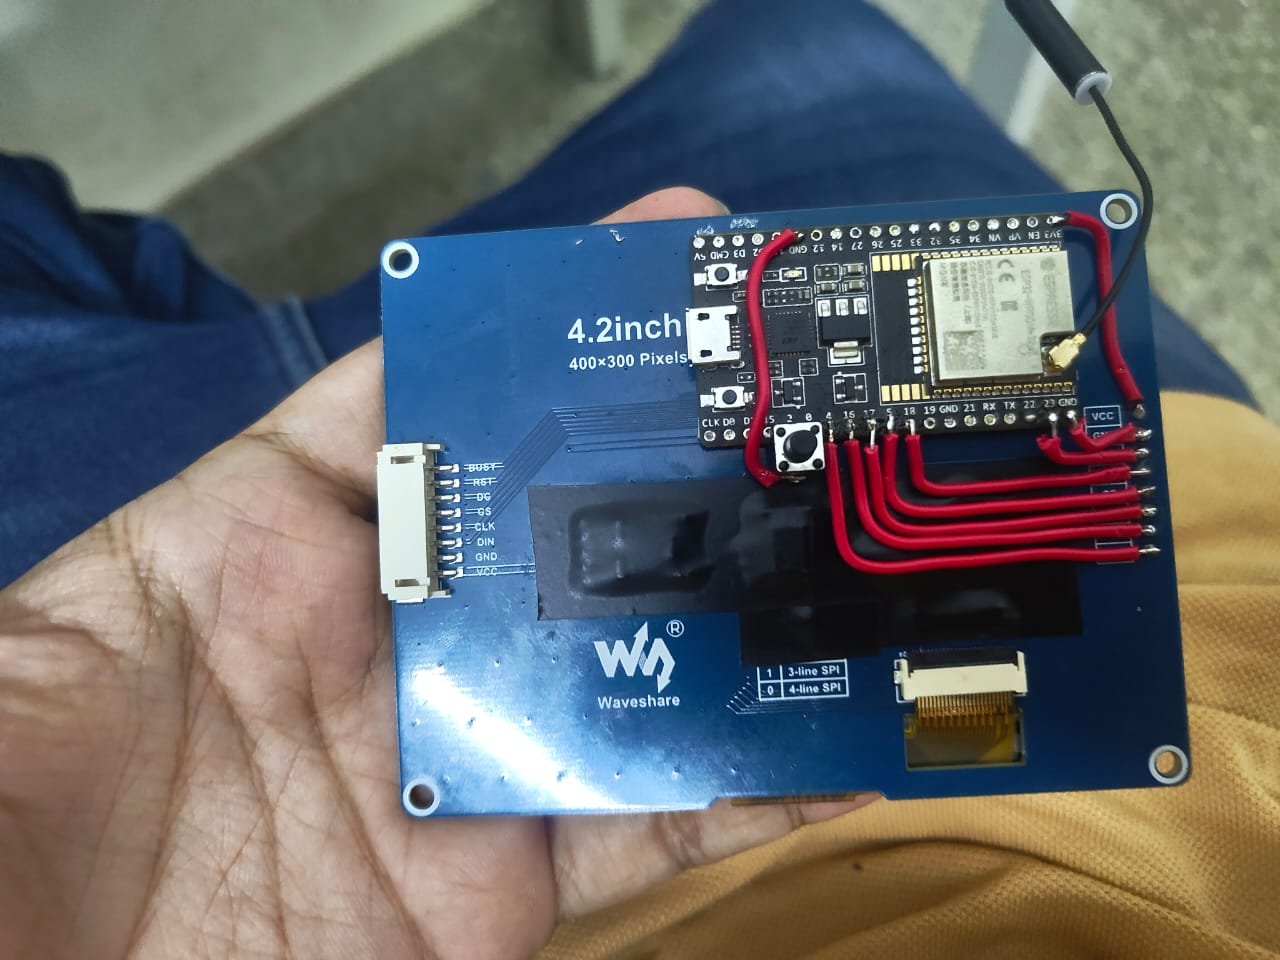 5V CMD D3 GND 12 14 27 26 25 33 32 35 34 VN VP EN 3V3
4.2inch
400×300 Pixels
CLK D0 2 0 4 16 17 5 18 19 GND 21 RX TX 22 23 GND
VCC
BUSY
RST
DC
CS
CLK
DIN
GND
VCC
®
Waveshare
1 3-line SPI
0 4-line SPI